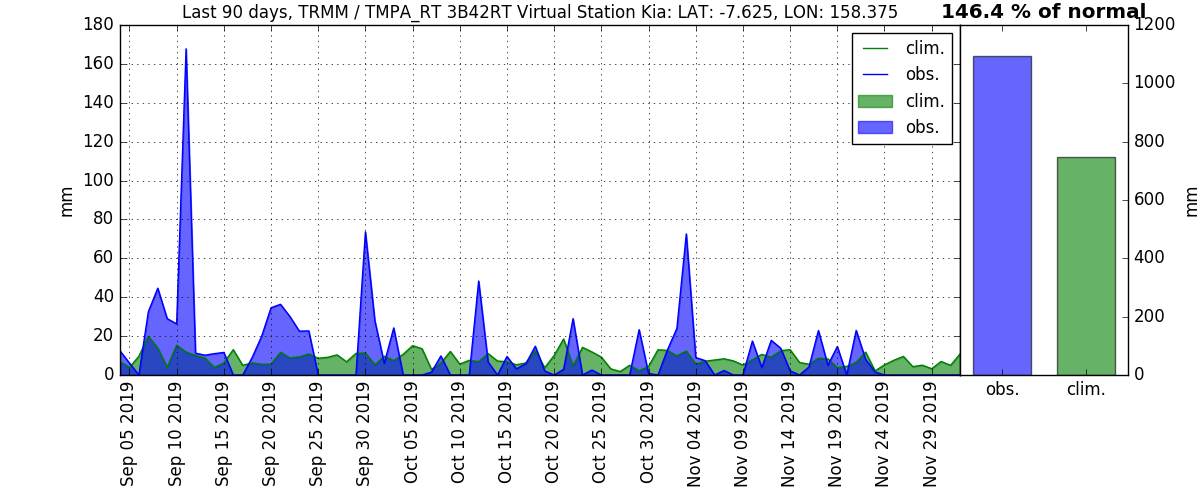 Last 90 days, TRMM / TMPA_RT 3B42RT Virtual Station Kia: LAT: -7.625, LON: 158.375
146.4 % of normal
180
160
140
120
100
80
60
40
20
0
mm
clim.
obs.
clim.
obs.
Sep 05 2019
Sep 10 2019
Sep 15 2019
Sep 20 2019
Sep 25 2019
Sep 30 2019
Oct 05 2019
Oct 10 2019
Oct 15 2019
Oct 20 2019
Oct 25 2019
Oct 30 2019
Nov 04 2019
Nov 09 2019
Nov 14 2019
Nov 19 2019
Nov 24 2019
Nov 29 2019
1200
1000
800
600
400
200
0
mm
obs.
clim.